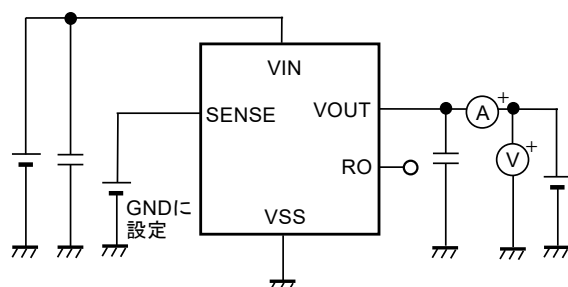 VIN
SENSE
VOUT
+
A
V
+
RO
GNDに
設定
VSS